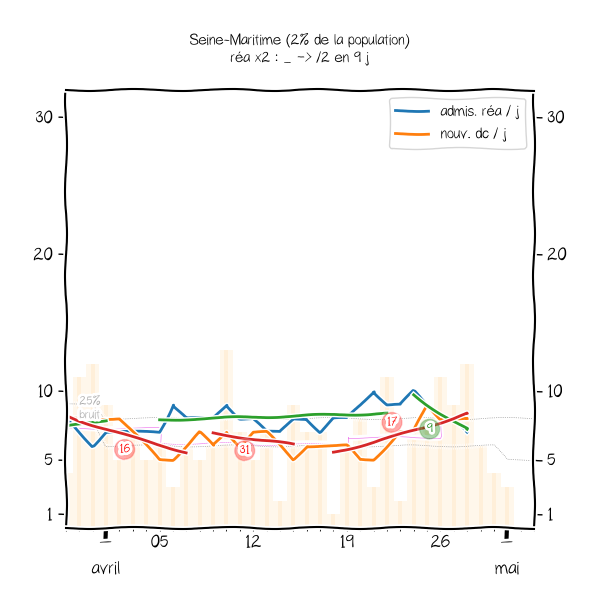 Seine-Maritime (2% de la population)
réa x2 : _ -> /2 en 9 j
admis. réa / j
nouv. dc / j
30
30
20
20
10
10
25%
bruit
17
9
16
31
5
5
1
1
05
12
19
26
avril
mai